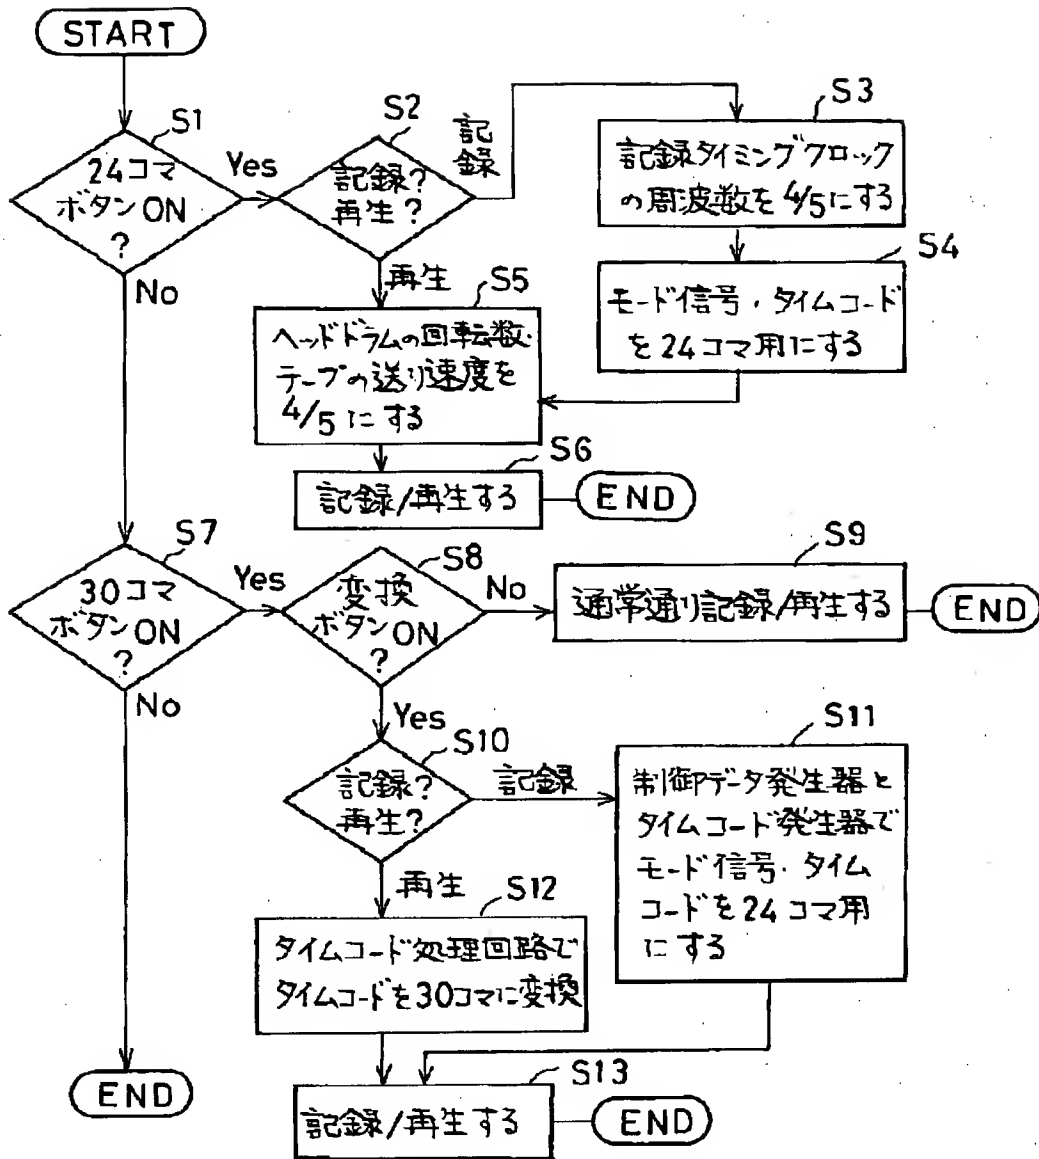 START
S1
24コマ
ボタンON
?
Yes
No
S2
記録?
再生?
記
録
再生
S3
記録タイミングクロック
の周波数を4/5にする
S4
モード信号・タイムコード
を24コマ用にする
S5
ヘッドドラムの回転数・
テープの送り速度を
4/5にする
S6
記録/再生する
END
S7
30コマ
ボタンON
?
Yes
No
S8
変換
ボタンON
?
No
Yes
S9
通常通り記録/再生する
END
S10
記録?
再生?
記録
再生
S11
制御データ発生器と
タイムコード発生器で
モード信号・タイム
コードを24コマ用
にする
S12
タイムコード処理回路で
タイムコードを30コマに変換
S13
記録/再生する
END
END